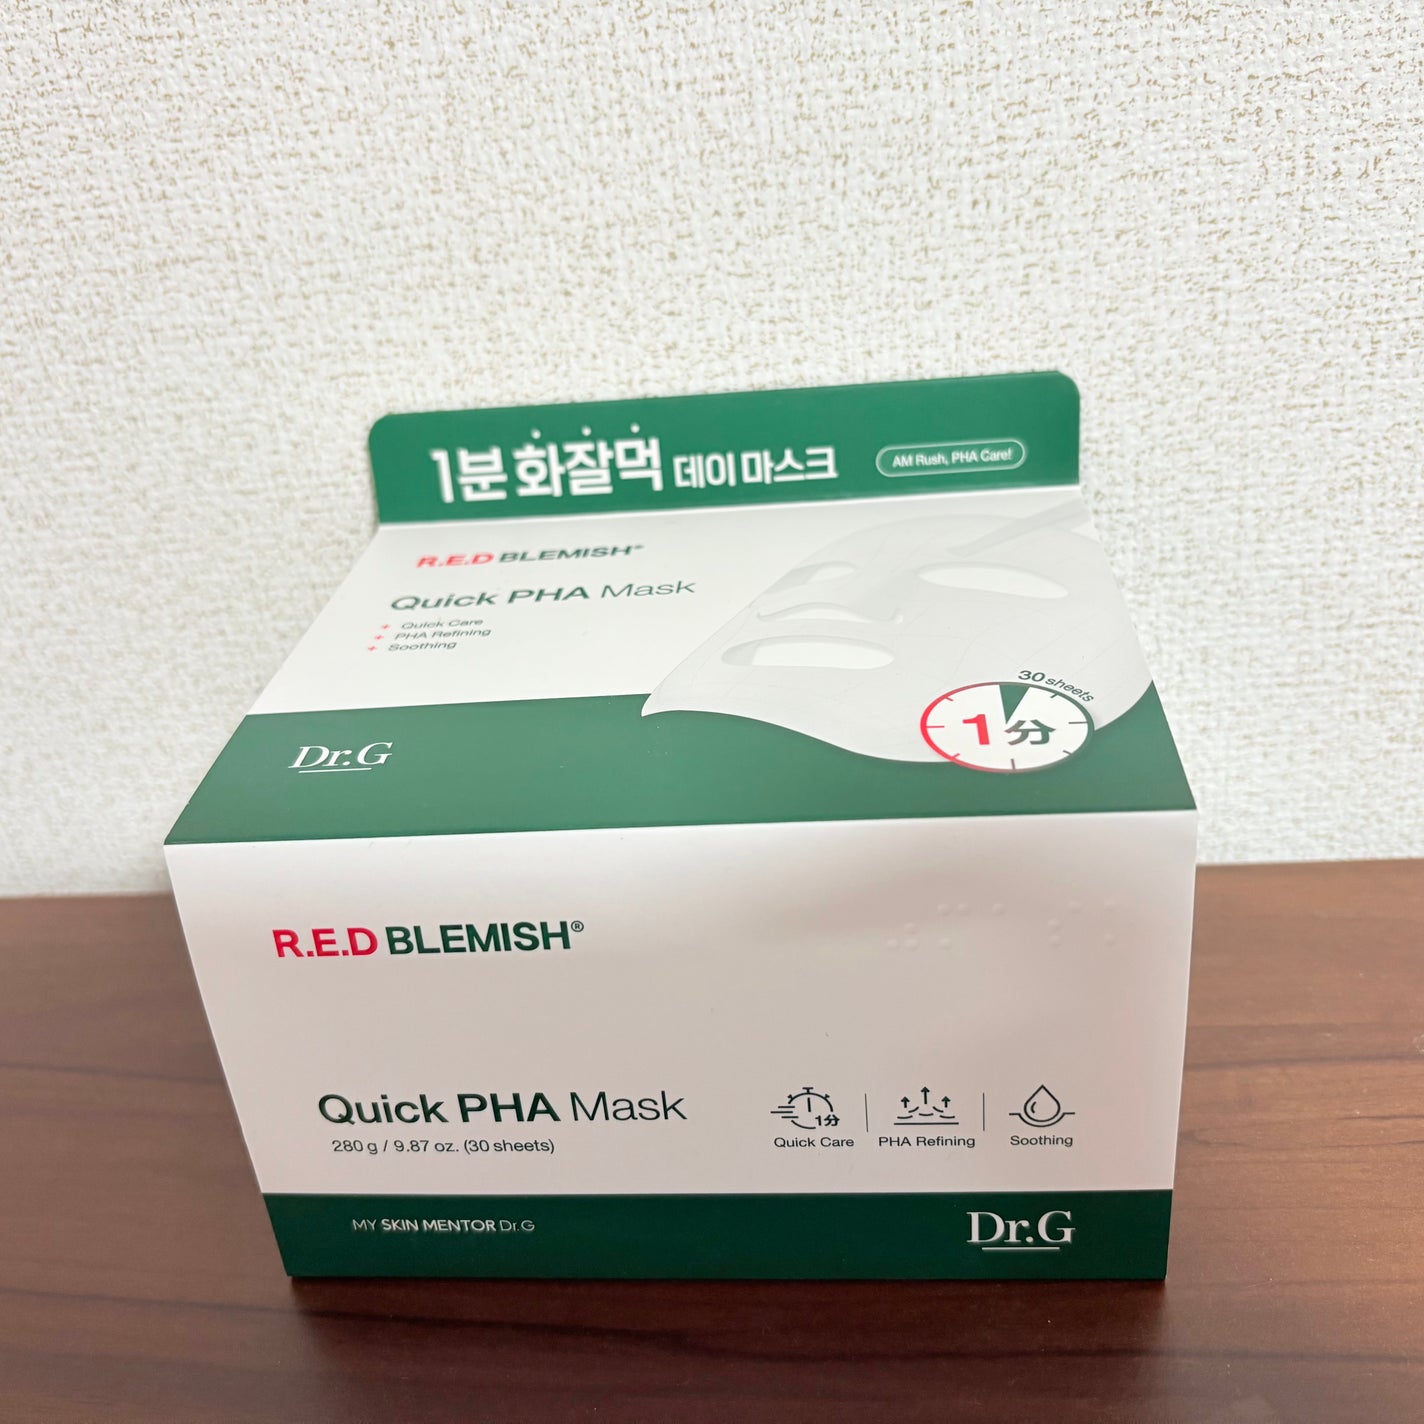 1분 화잘먹 데이 마스크
AM Rush, PHA Care!
R.E.D BLEMISH®
Quick PHA Mask
+ Quick Care
+ PHA Refining
+ Soothing
30 sheets
1分
Dr.G
R.E.D BLEMISH®
Quick PHA Mask
280 g / 9.87 oz. (30 sheets)
1分
Quick Care
PHA Refining
Soothing
MY SKIN MENTOR Dr.G
Dr.G